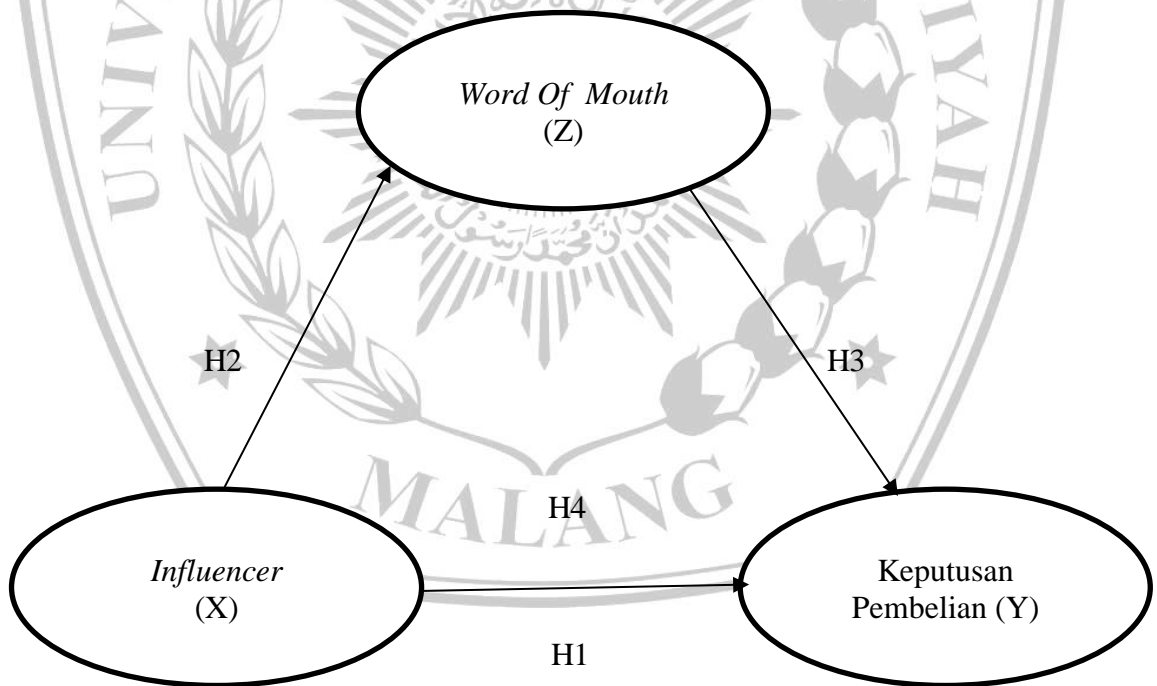 Word Of Mouth
(Z)
H2
H3
H4
Influencer
(X)
Keputusan
Pembelian (Y)
H1
MALANG